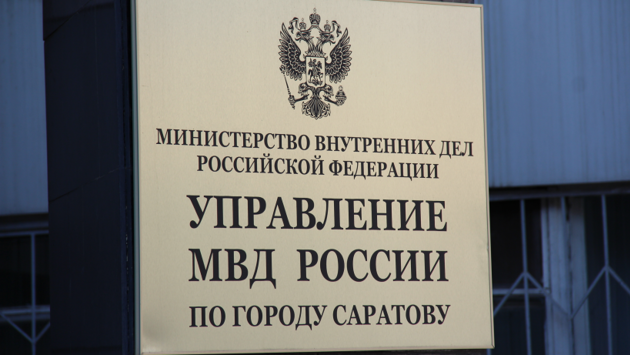 МИНИСТЕРСТВО ВНУТРЕННИХ ДЕЛ
РОССИЙСКОЙ ФЕДЕРАЦИИ
УПРАВЛЕНИЕ
МВД РОССИИ
ПО ГОРОДУ САРАТОВУ